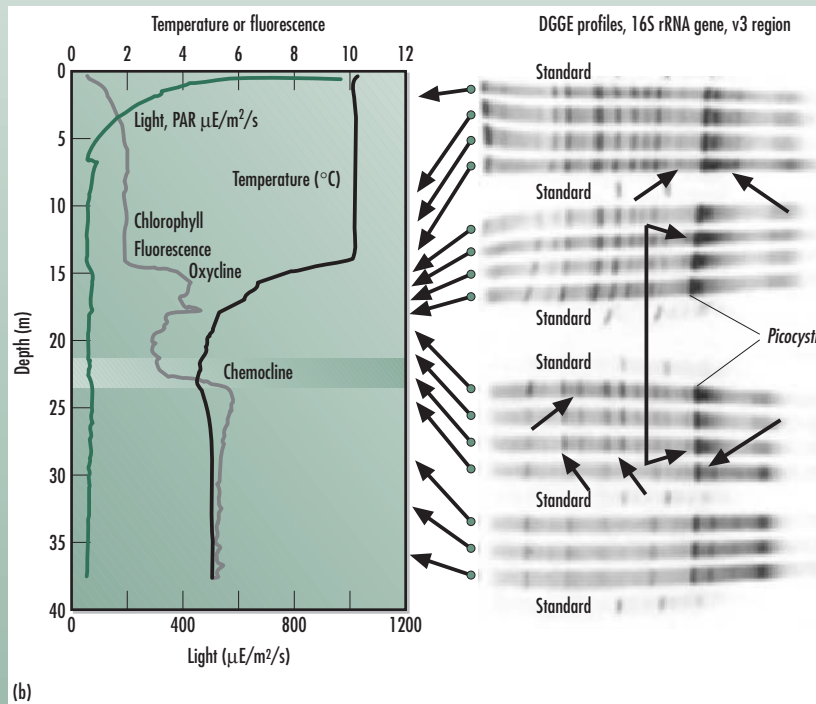 Temperature or fluorescence
0 2 4 6 8 10 12
0
5
10
15
20
25
30
35
40
Depth (m)
Light, PAR μE/m²/s
Temperature (°C)
Chlorophyll
Fluorescence
Oxycline
Chemocline
0 400 800 1200
Light (μE/m²/s)
DGGE profiles, 16S rRNA gene, v3 region
Standard
Standard
Standard
Standard
Standard
Standard
Picocysti
(b)